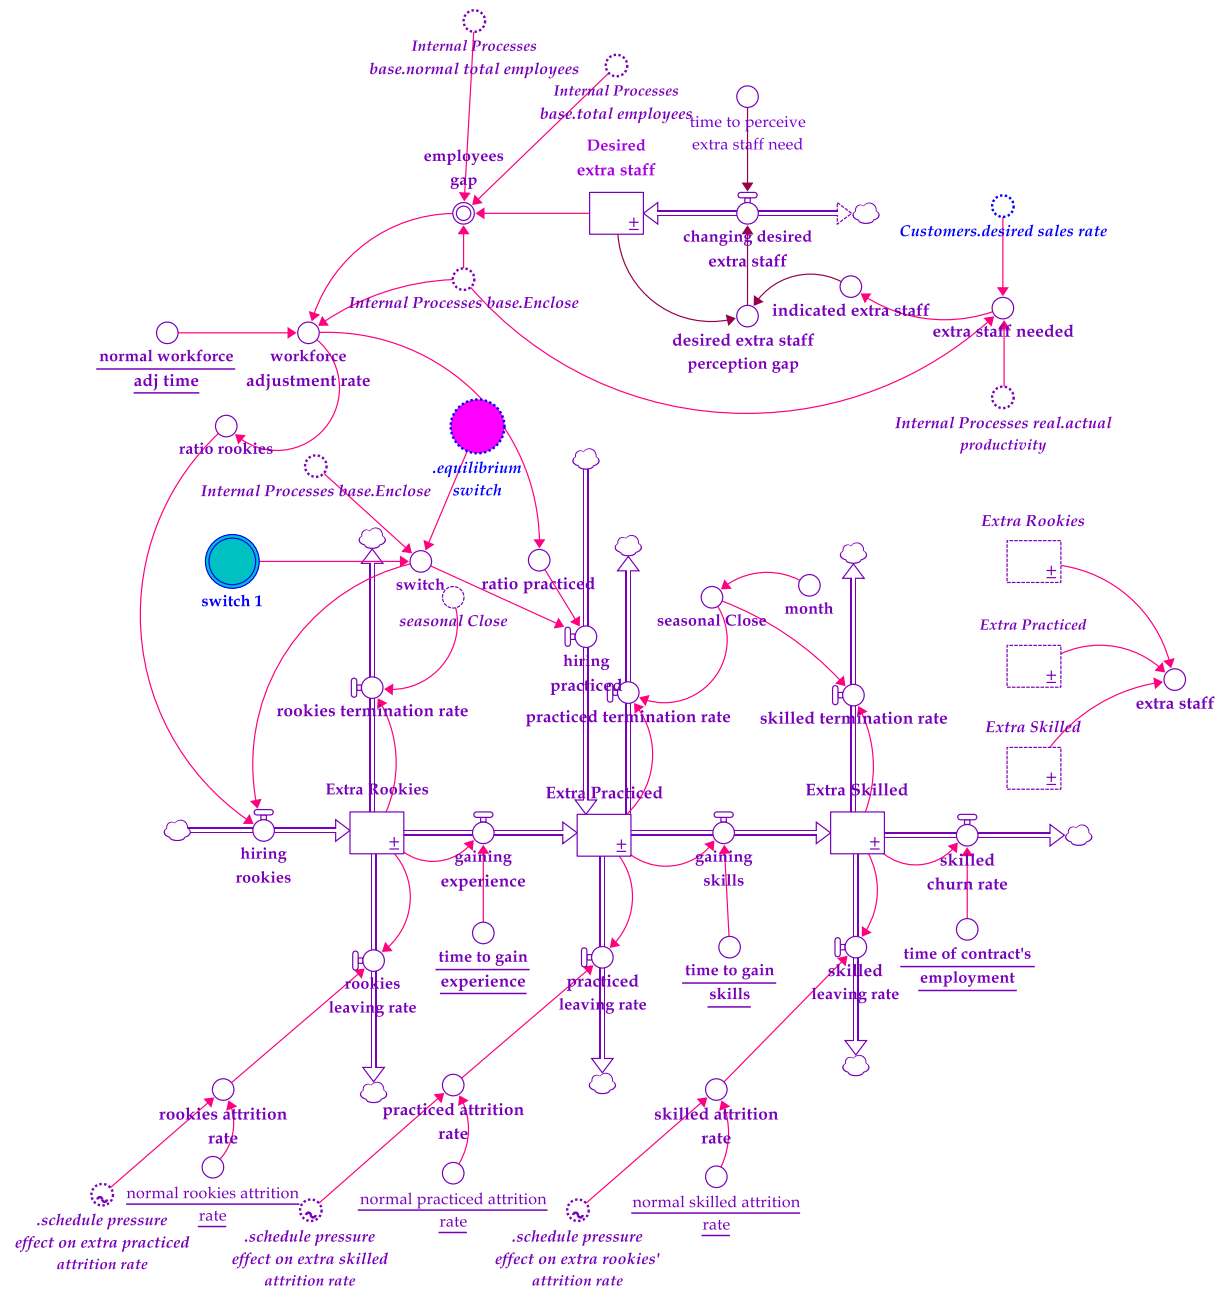 Internal Processes
base.normal total employees
Internal Processes
base.total employees
time to perceive
extra staff need
Desired
extra staff
employees
gap
Customers.desired sales rate
changing desired
extra staff
Internal Processes base.Enclose
indicated extra staff
extra staff needed
desired extra staff
perception gap
normal workforce
adj time
workforce
adjustment rate
Internal Processes real.actual
productivity
ratio rookies
.equilibrium
switch
Internal Processes base.Enclose
Extra Rookies
switch 1
switch
ratio practiced
seasonal Close
seasonal Close
month
Extra Practiced
hiring
practiced
rookies termination rate
practiced termination rate
skilled termination rate
extra staff
Extra Skilled
Extra Rookies
Extra Practiced
Extra Skilled
hiring
rookies
gaining
experience
gaining
skills
skilled
churn rate
time to gain
experience
time to gain
skills
time of contract's
employment
rookies
leaving rate
practiced
leaving rate
skilled
leaving rate
rookies attrition
rate
practiced attrition
rate
skilled attrition
rate
normal rookies attrition
rate
normal practiced attrition
rate
normal skilled attrition
rate
.schedule pressure
effect on extra practiced
attrition rate
.schedule pressure
effect on extra skilled
attrition rate
.schedule pressure
effect on extra rookies'
attrition rate